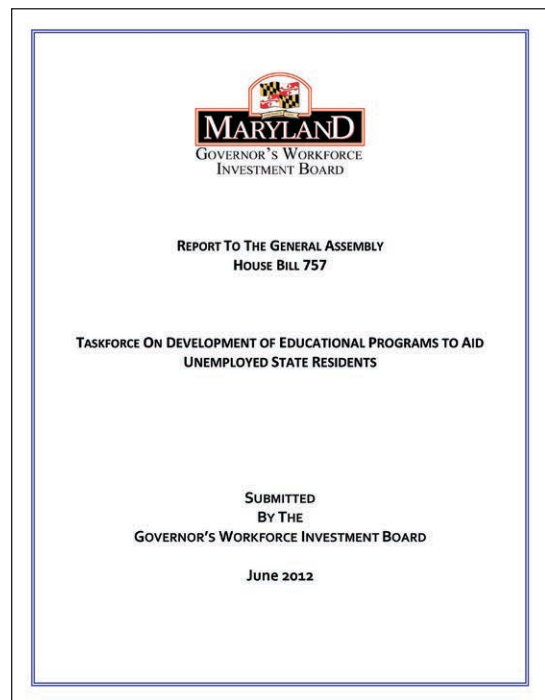 MARYLAND
GOVERNOR'S WORKFORCE
INVESTMENT BOARD
REPORT TO THE GENERAL ASSEMBLY
HOUSE BILL 757
TASKFORCE ON DEVELOPMENT OF EDUCATIONAL PROGRAMS TO AID
UNEMPLOYED STATE RESIDENTS
SUBMITTED
BY THE
GOVERNOR'S WORKFORCE INVESTMENT BOARD
June 2012